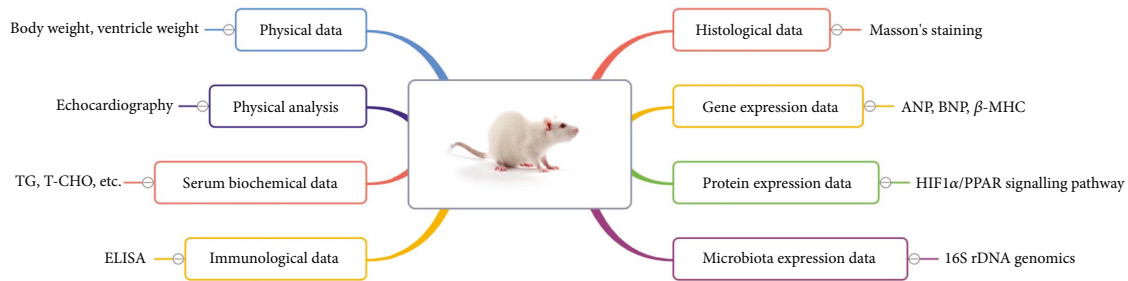 Body weight, ventricle weight
Physical data
Echocardiography
Physical analysis
TG, T-CHO, etc.
Serum biochemical data
ELISA
Immunological data
Histological data
Masson's staining
Gene expression data
ANP, BNP, β-MHC
Protein expression data
HIF1α/PPAR signalling pathway
Microbiota expression data
16S rDNA genomics